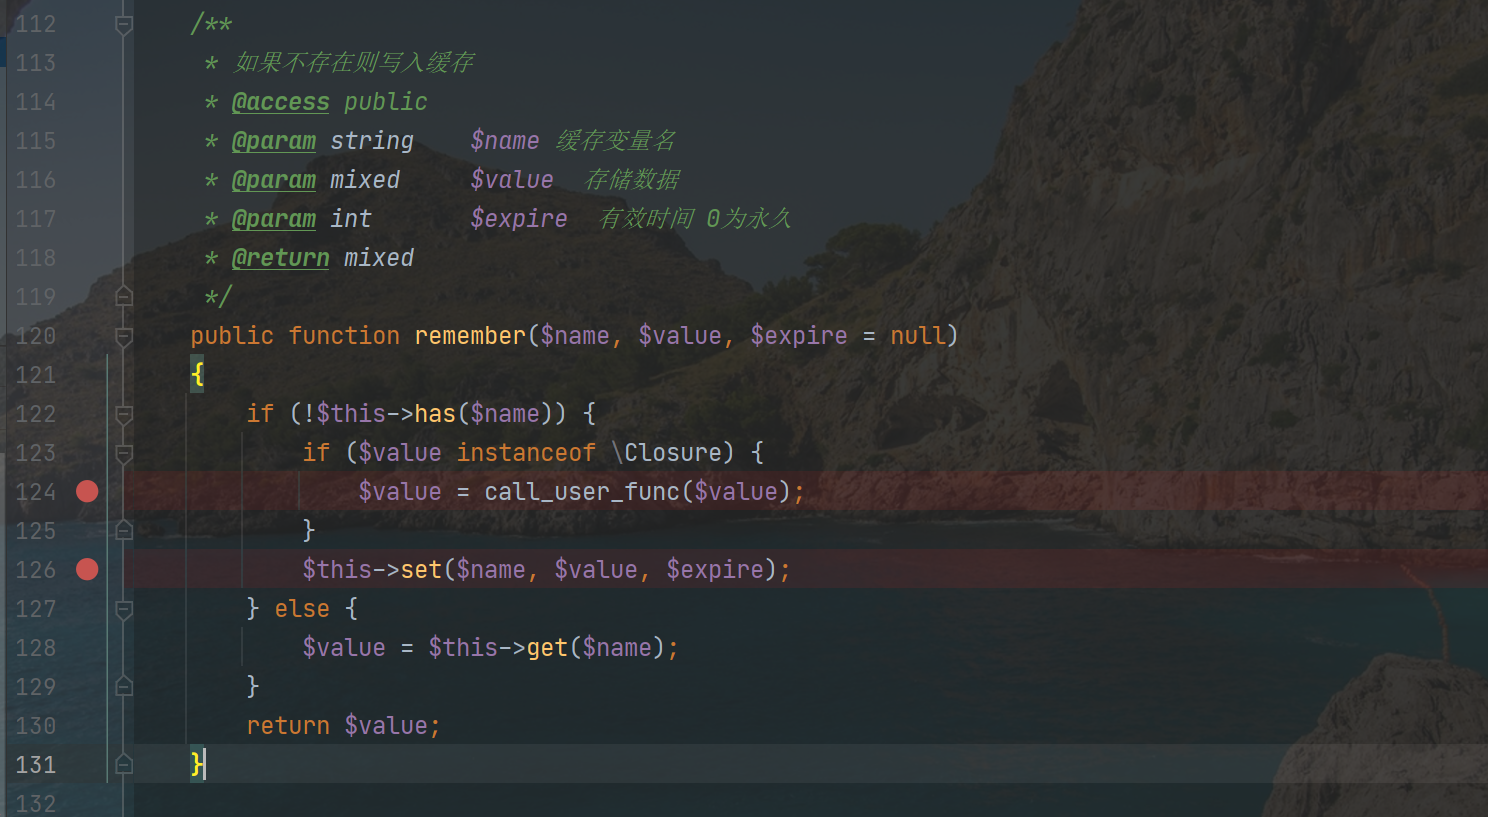 112 /**
113 * 如果不存在则写入缓存
114 * @access public
115 * @param string $name 缓存变量名
116 * @param mixed $value 存储数据
117 * @param int $expire 有效时间 0为永久
118 * @return mixed
119 */
120 public function remember($name, $value, $expire = null)
121 {
122 if (!$this->has($name)) {
123 if ($value instanceof \Closure) {
124 $value = call_user_func($value);
125 }
126 $this->set($name, $value, $expire);
127 } else {
128 $value = $this->get($name);
129 }
130 return $value;
131 }
132